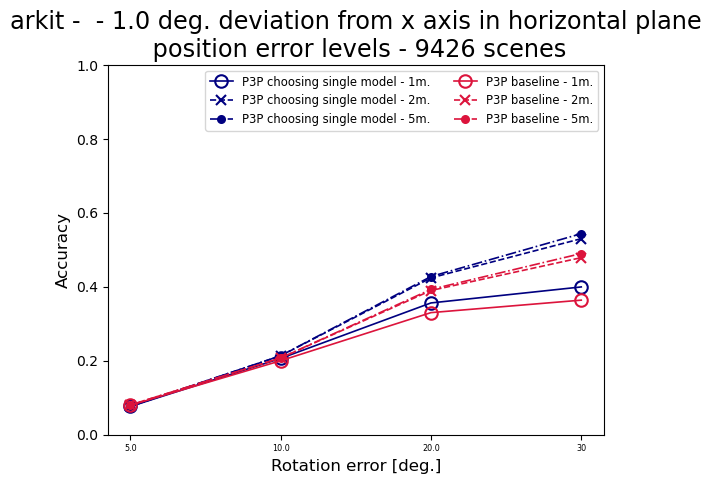 arkit -  - 1.0 deg. deviation from x axis in horizontal plane
position error levels - 9426 scenes
P3P choosing single model - 1m.
P3P choosing single model - 2m.
P3P choosing single model - 5m.
P3P baseline - 1m.
P3P baseline - 2m.
P3P baseline - 5m.
Accuracy
1.0
0.8
0.6
0.4
0.2
0.0
5.0 10.0 20.0 30
Rotation error [deg.]